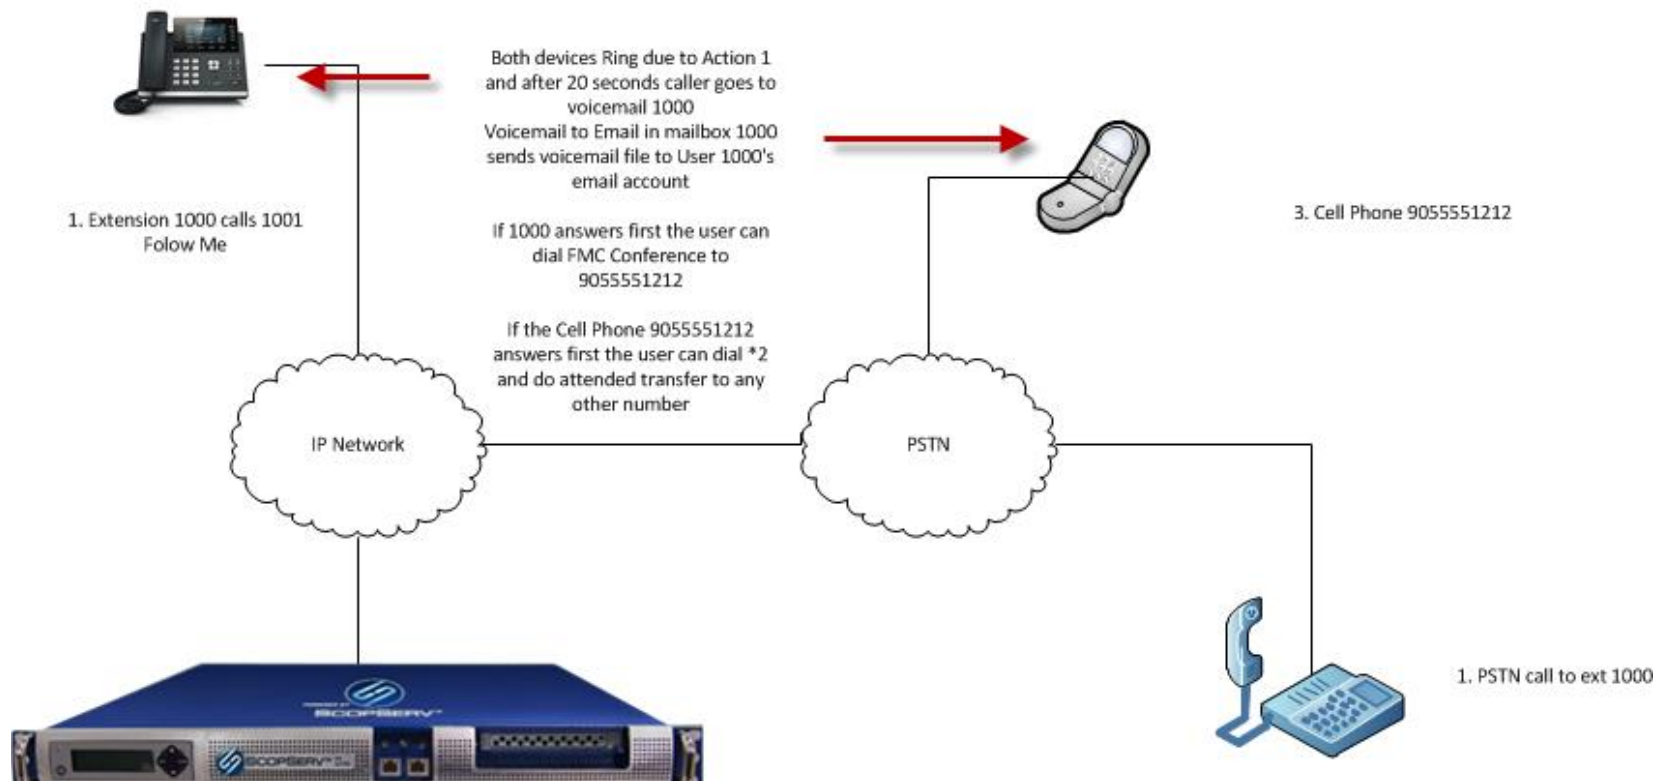 Both devices Ring due to Action 1
and after 20 seconds caller goes to
voicemail 1000
Voicemail to Email in mailbox 1000
sends voicemail file to User 1000's
email account
1. Extension 1000 calls 1001
Folow Me
3. Cell Phone 9055551212
If 1000 answers first the user can
dial FMC Conference to
9055551212
If the Cell Phone 9055551212
answers first the user can dial *2
and do attended transfer to any
other number
IP Network
PSTN
1. PSTN call to ext 1000
POWERED BY
SCOPSERV
SCOPSERV